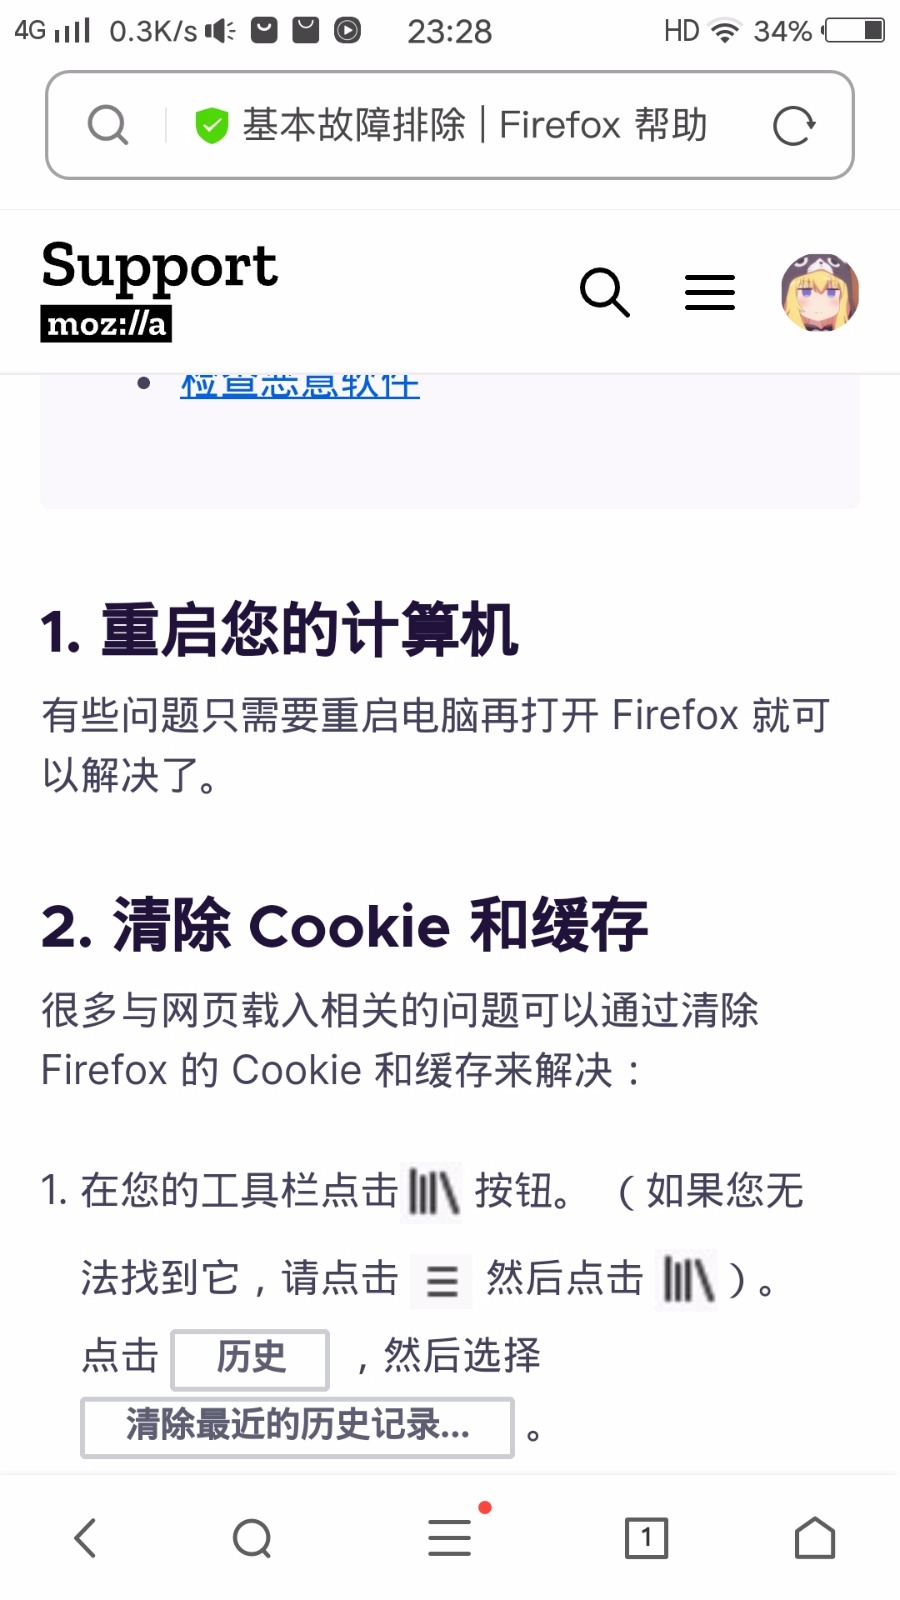 4G 0.3K/s 23:28 HD 34%
基本故障排除 | Firefox 帮助
Support
moz://a
检查恶意软件
1. 重启您的计算机
有些问题只需要重启电脑再打开 Firefox 就可
以解决了。
2. 清除 Cookie 和缓存
很多与网页载入相关的问题可以通过清除
Firefox 的 Cookie 和缓存来解决：
1. 在您的工具栏点击 按钮。 （如果您无
法找到它，请点击 然后点击 ）。
点击 历史 ，然后选择
清除最近的历史记录... 。
1